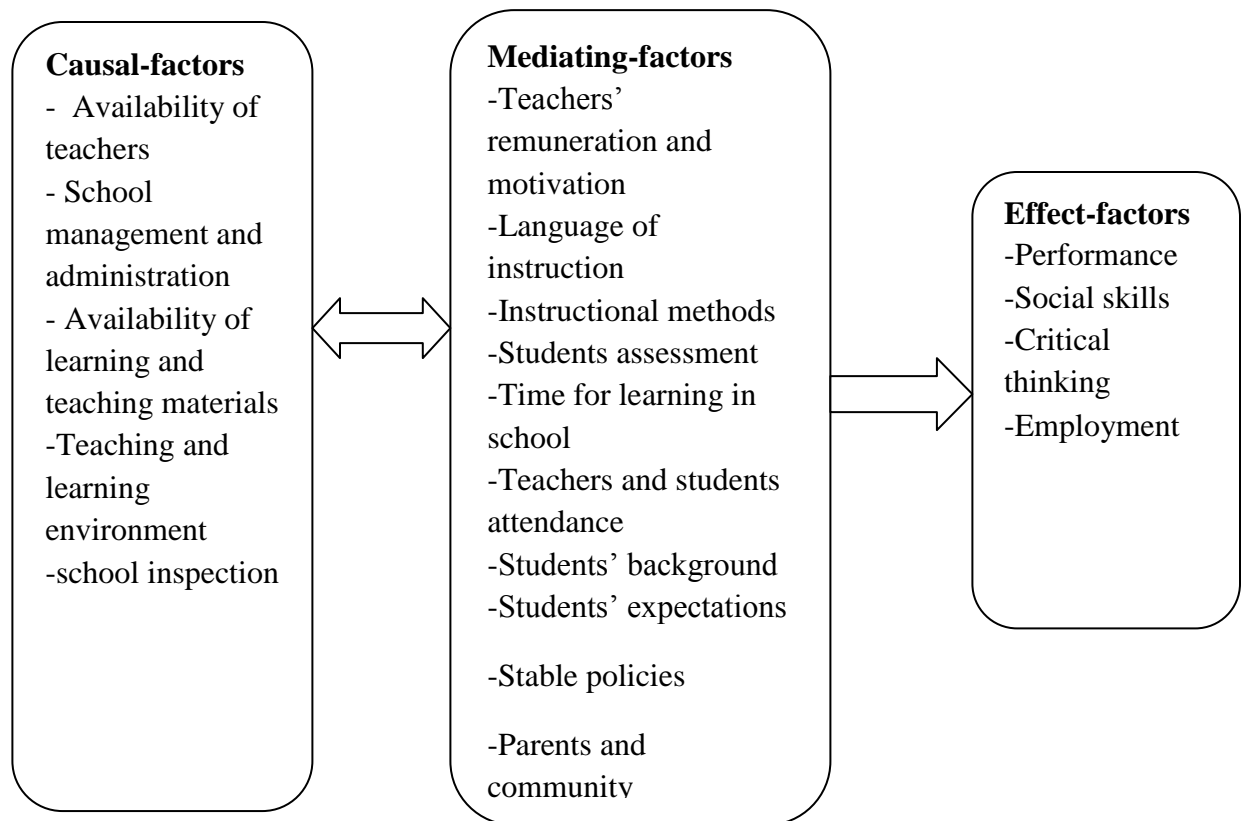 Causal-factors
- Availability of
teachers
- School
management and
administration
- Availability of
learning and
teaching materials
-Teaching and
learning
environment
-school inspection
Mediating-factors
-Teachers’
remuneration and
motivation
-Language of
instruction
-Instructional methods
-Students assessment
-Time for learning in
school
-Teachers and students
attendance
-Students’ background
-Students’ expectations
-Stable policies
-Parents and
community
Effect-factors
-Performance
-Social skills
-Critical
thinking
-Employment